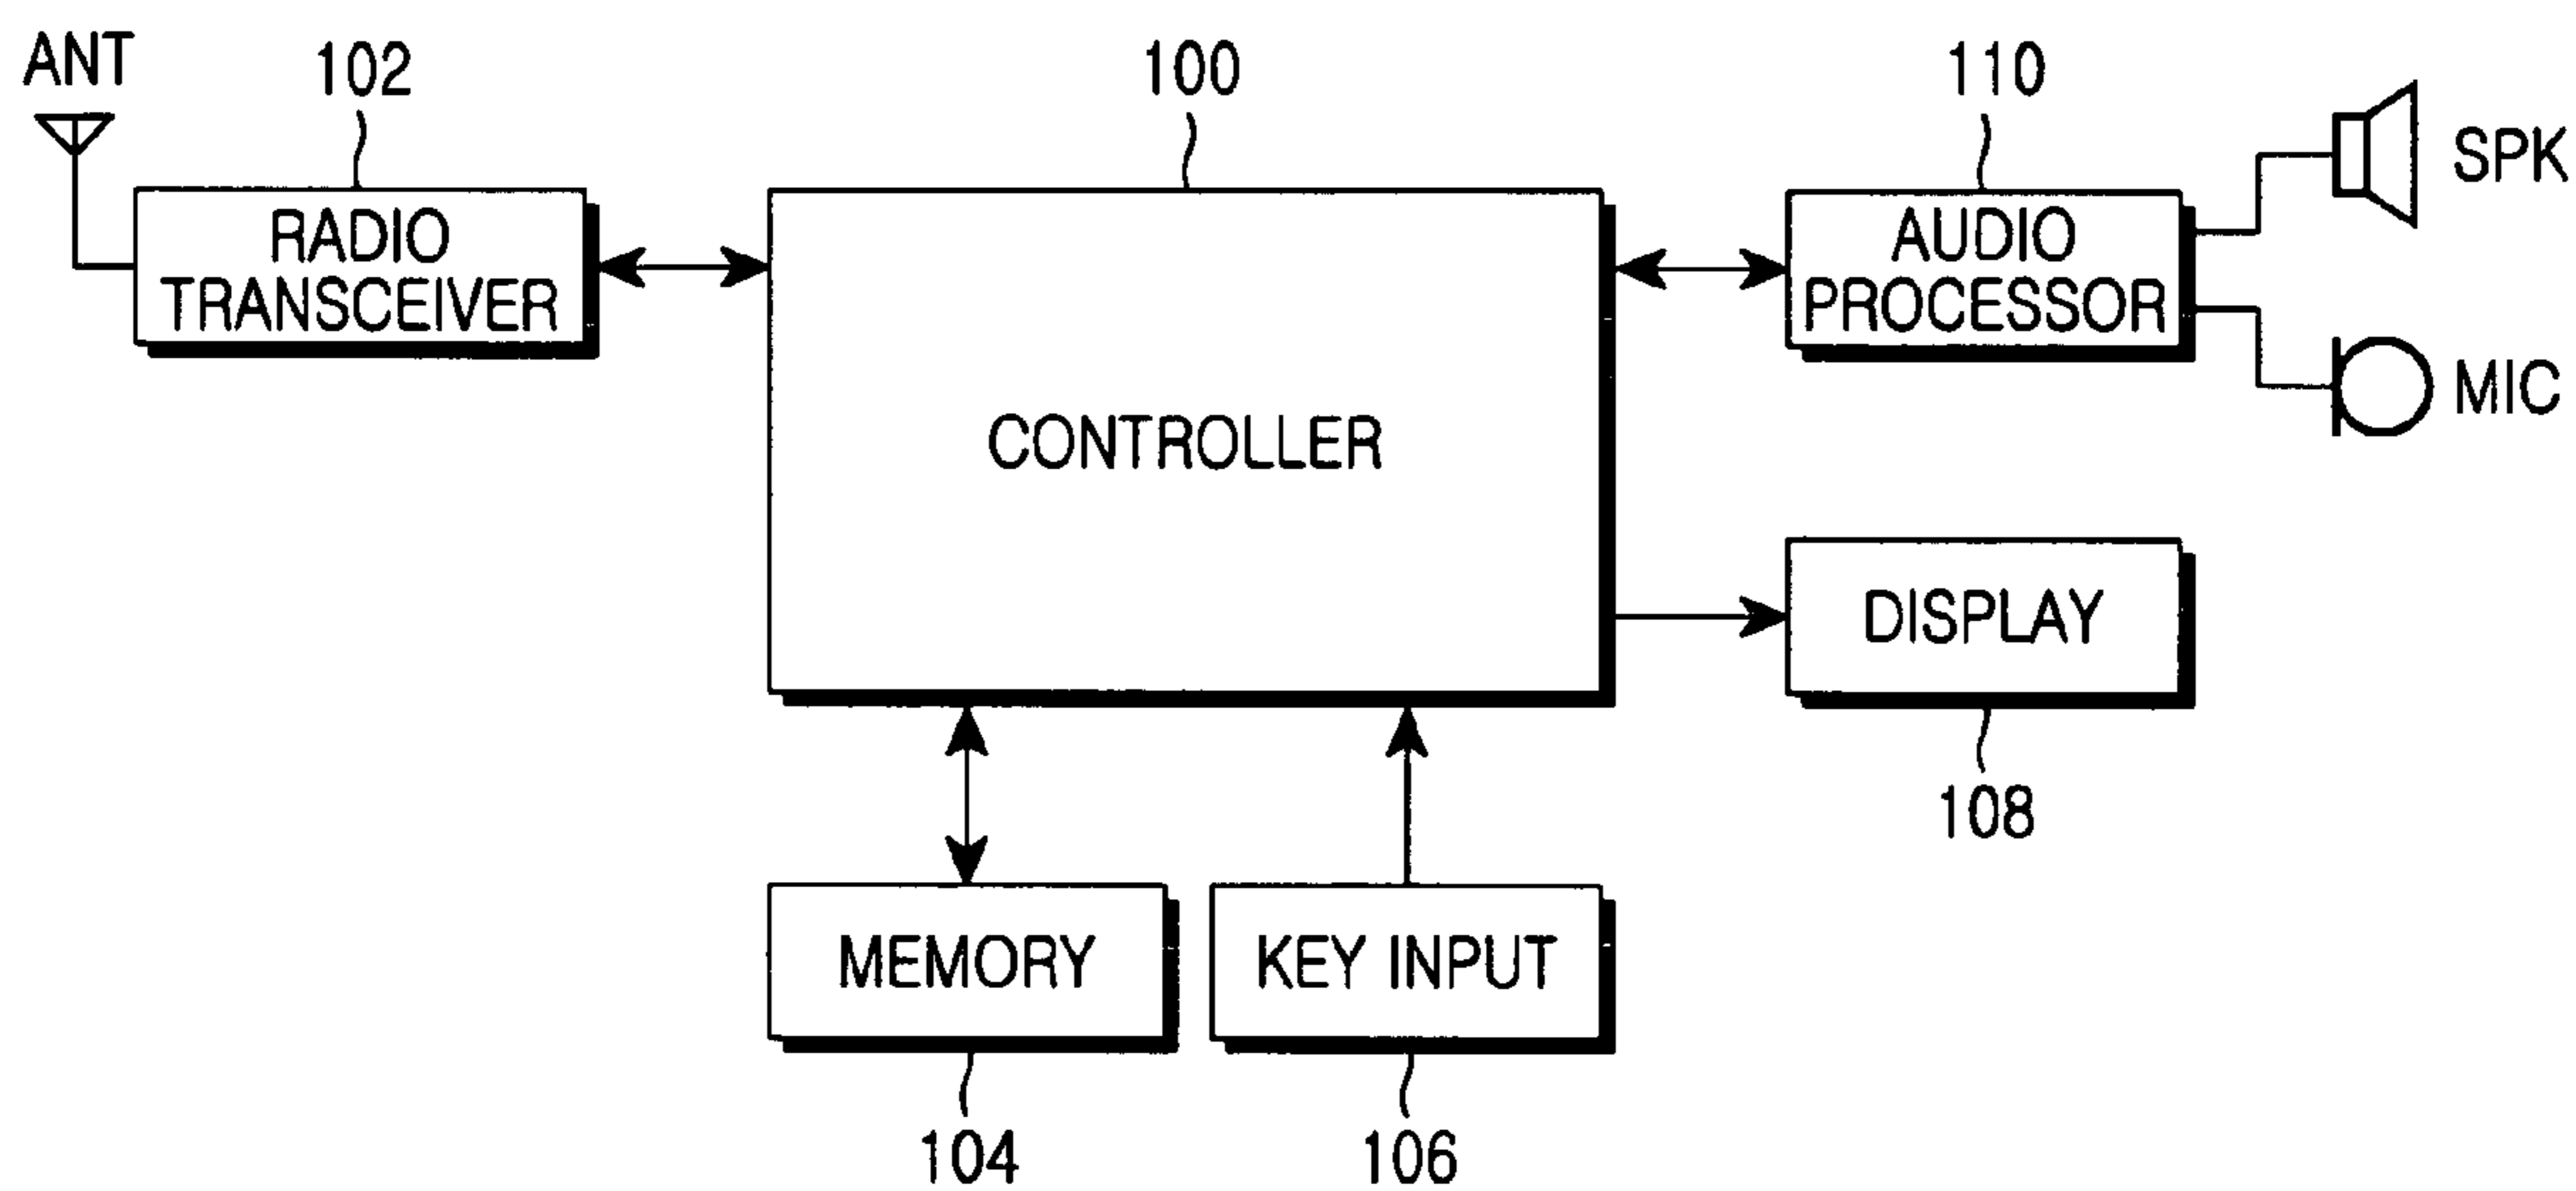 ANT
102
100
110
RADIO
TRANSCEIVER
CONTROLLER
AUDIO
PROCESSOR
SPK
MIC
DISPLAY
108
MEMORY
KEY INPUT
104
106